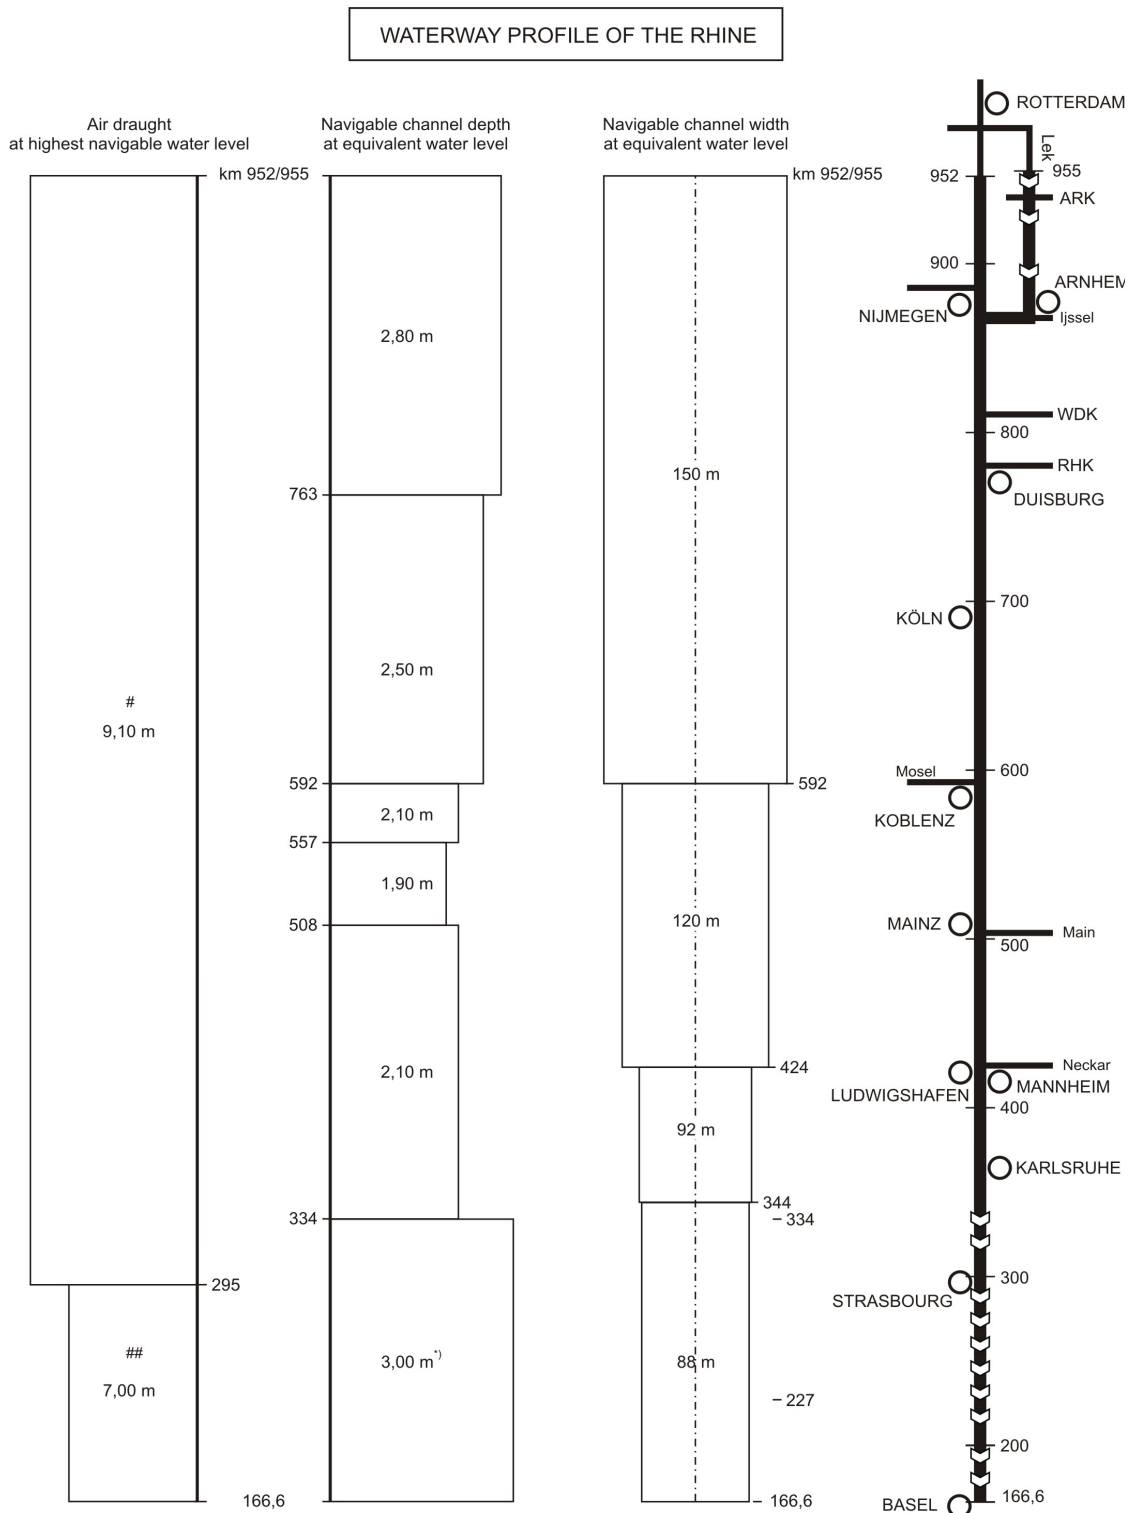 WATERWAY PROFILE OF THE RHINE
Air draught
at highest navigable water level
Navigable channel depth
at equivalent water level
Navigable channel width
at equivalent water level
km 952/955
km 952/955
2,80 m
763
2,50 m
#
9,10 m
592
2,10 m
557
1,90 m
508
2,10 m
334
295
##
7,00 m
3,00 m*)
166,6
150 m
592
120 m
424
92 m
344
334
88 m
227
166,6
ROTTERDAM
Lek
952
955
ARK
900
ARNHEM
NIJMEGEN
Ijssel
WDK
800
RHK
DUISBURG
700
KÖLN
Mosel
600
KOBLENZ
MAINZ
Main
500
Neckar
LUDWIGSHAFEN
MANNHEIM
400
KARLSRUHE
300
STRASBOURG
200
166,6
BASEL